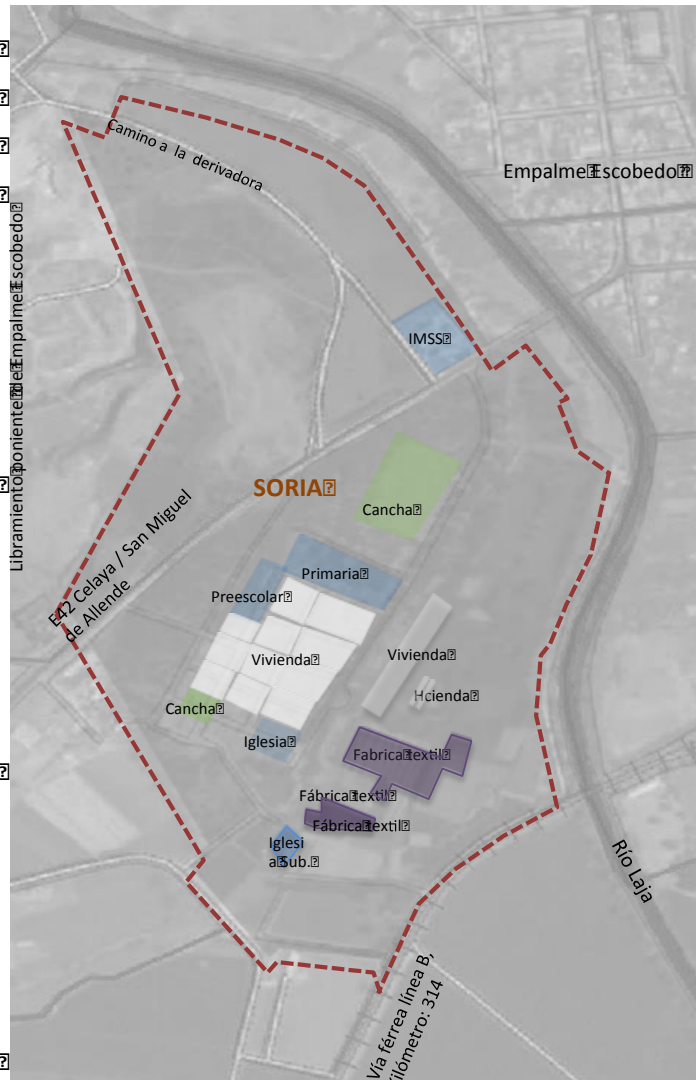 Camino a la derivadora
Empalme Escobedo
Libramiento poniente de Empalme Escobedo
IMSS
SORIA
Cancha
E42 Celaya / San Miguel
de Allende
Primaria
Preescolar
Vivienda
Vivienda
Hcienda
Cancha
Iglesia
Fabrica textil
Fábrica textil
Fábrica textil
Iglesi
a Sub.
Río Laja
Vía férrea línea B,
kilómetro: 314